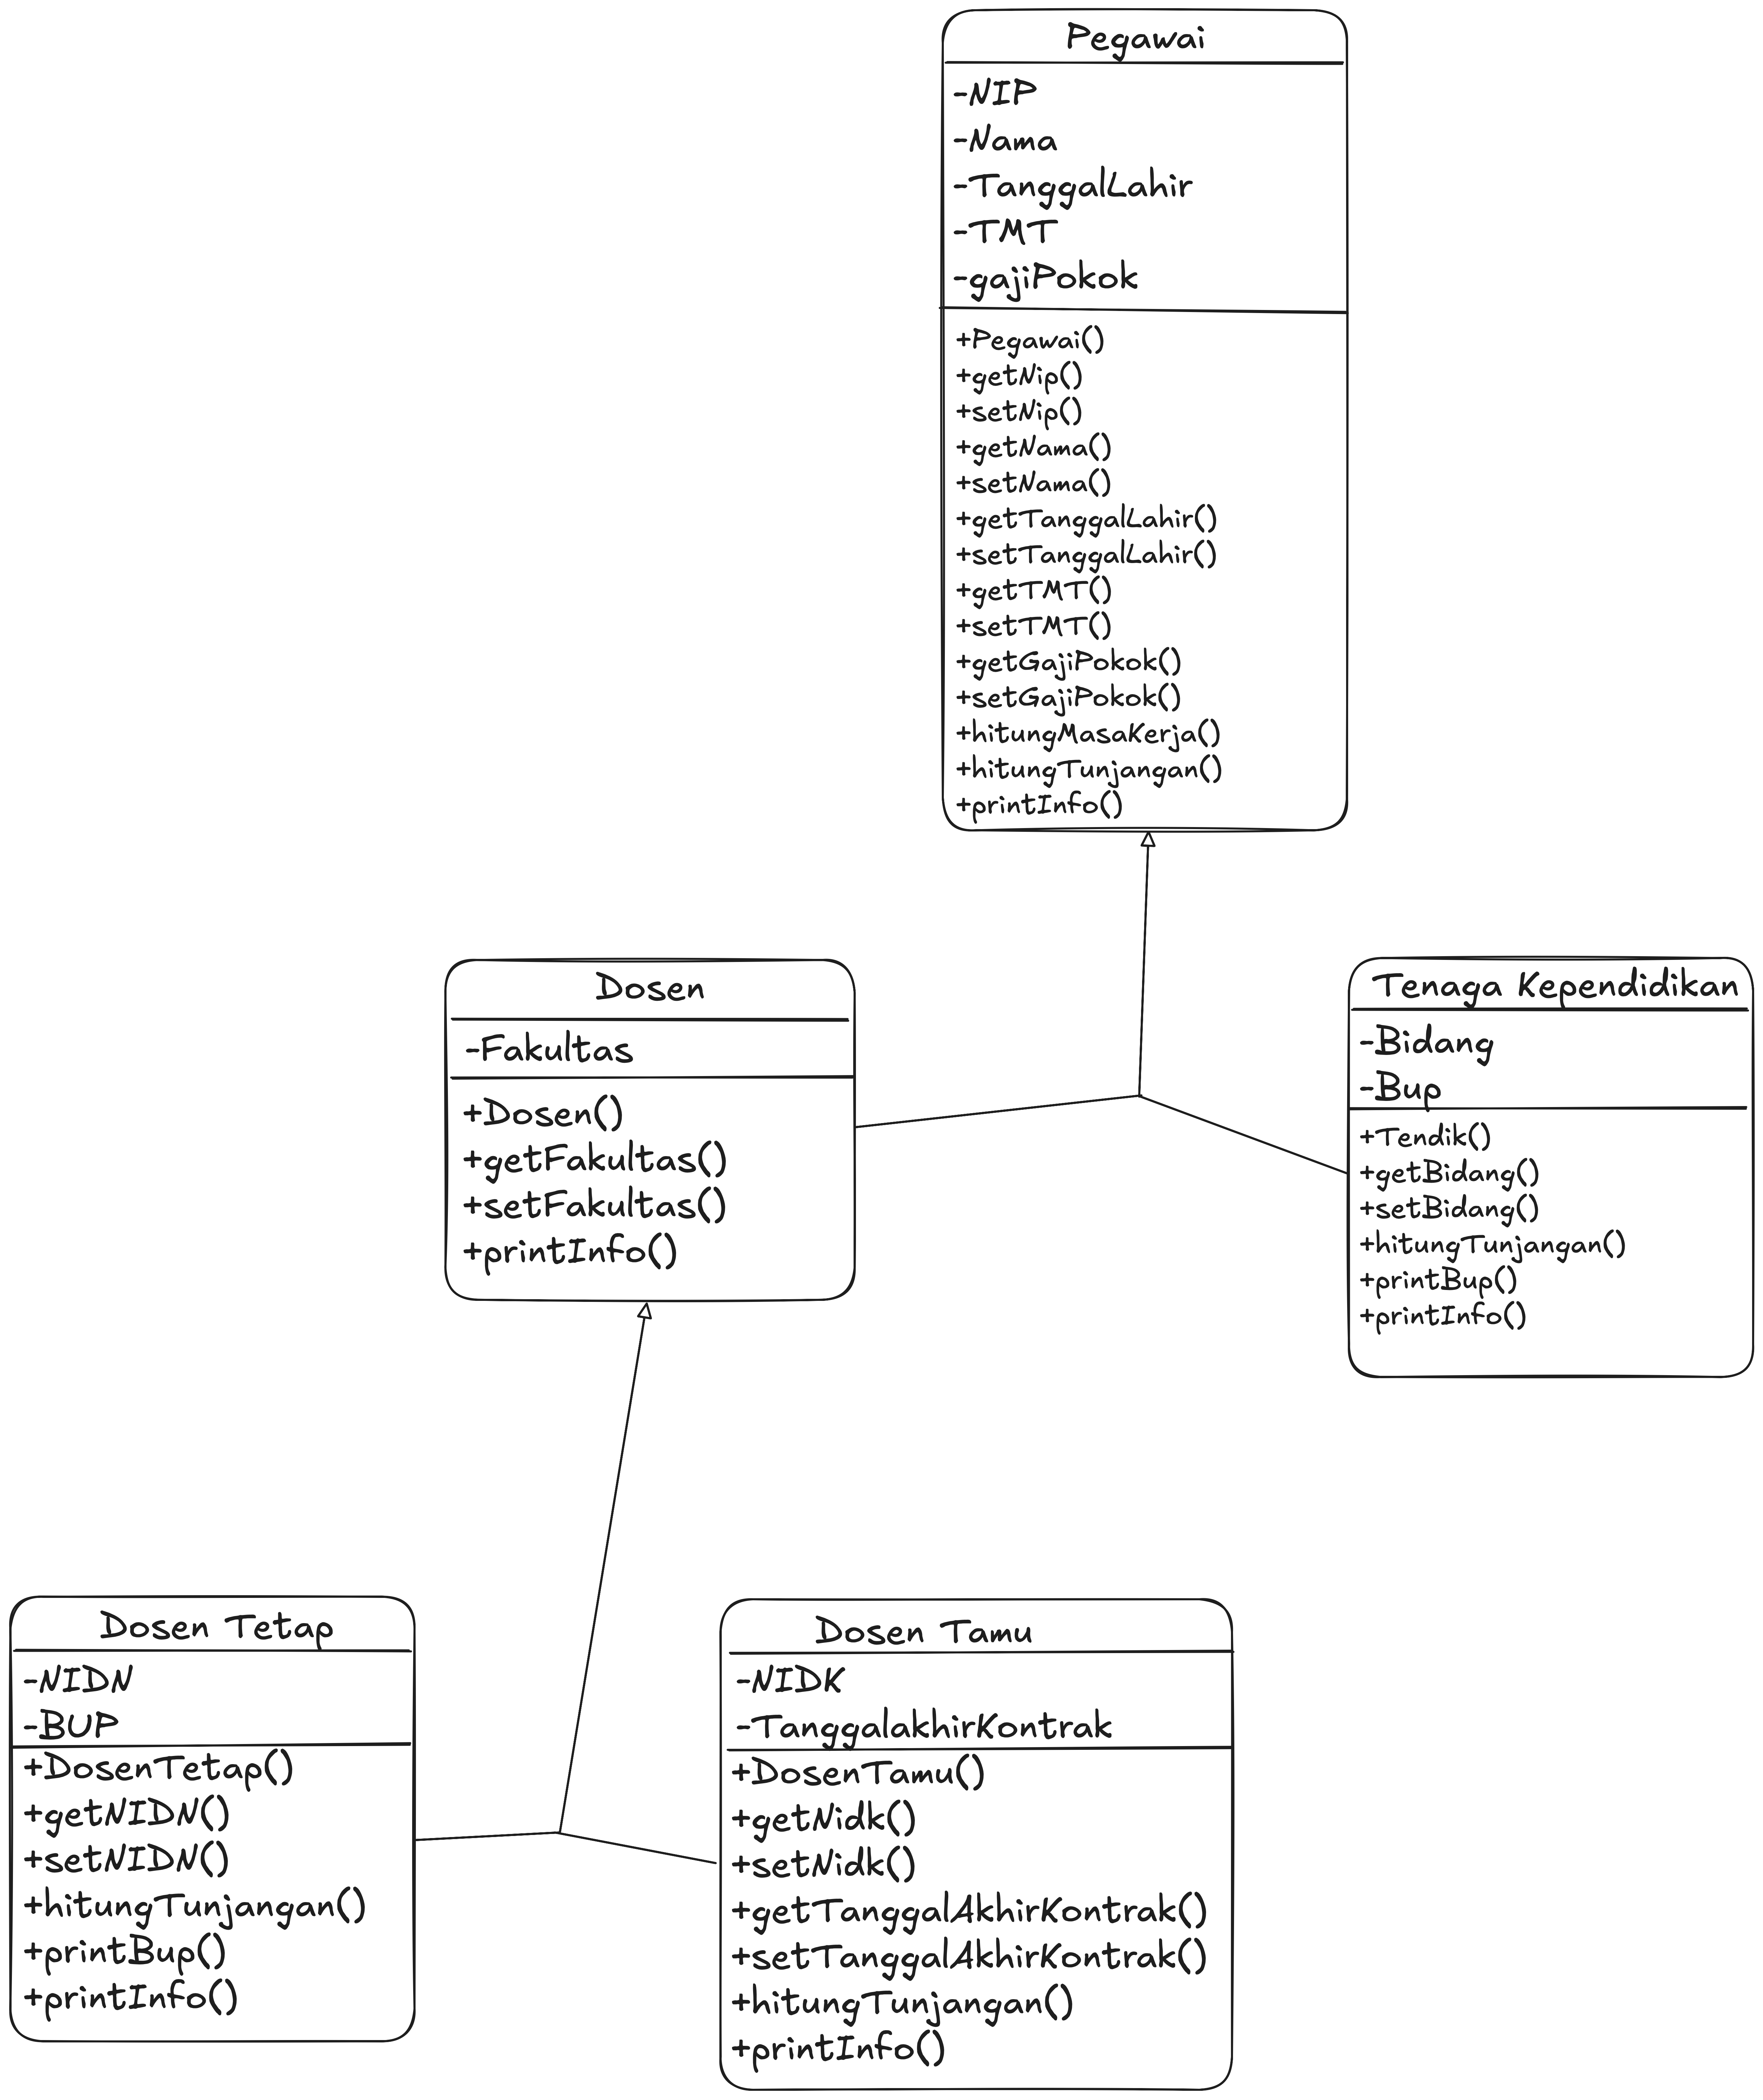 Pegawai
-NIP
-Nama
-TanggalLahir
-TMT
-gajiPokok
+Pegawai()
+getNip()
+setNip()
+getNama()
+setNama()
+getTanggalLahir()
+setTanggalLahir()
+getTMT()
+setTMT()
+getGajiPokok()
+setGajiPokok()
+hitungMasaKerja()
+hitungTunjangan()
+printInfo()
Dosen
-Fakultas
+Dosen()
+getFakultas()
+setFakultas()
+printInfo()
Tenaga Kependidikan
-Bidang
-Bup
+Tendik()
+getBidang()
+setBidang()
+hitungTunjangan()
+printBup()
+printInfo()
Dosen Tetap
-NIDN
-BUP
+DosenTetap()
+getNIDN()
+setNIDN()
+hitungTunjangan()
+printBup()
+printInfo()
Dosen Tamu
-NIDK
-TanggalakhirKontrak
+DosenTamu()
+getNidk()
+setNidk()
+getTanggalAkhirKontrak()
+setTanggalAkhirKontrak()
+hitungTunjangan()
+printInfo()